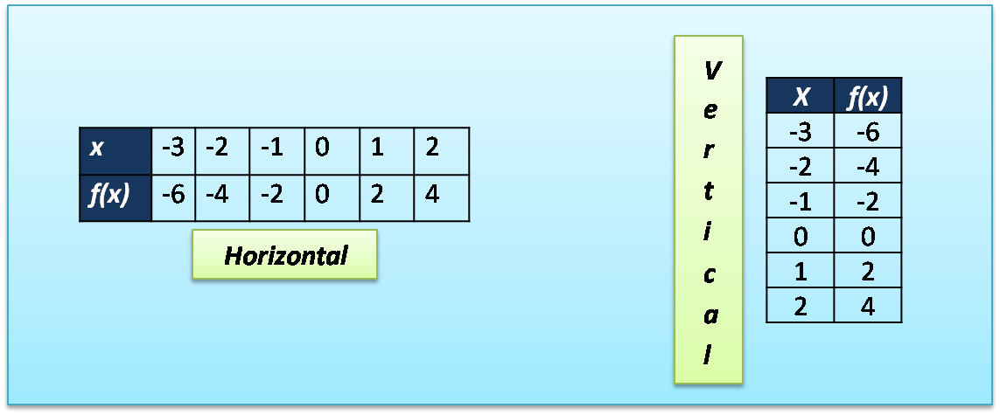 x -3 -2 -1 0 1 2
f(x) -6 -4 -2 0 2 4
Horizontal
V
e
r
t
i
c
a
l
X f(x)
-3 -6
-2 -4
-1 -2
0 0
1 2
2 4